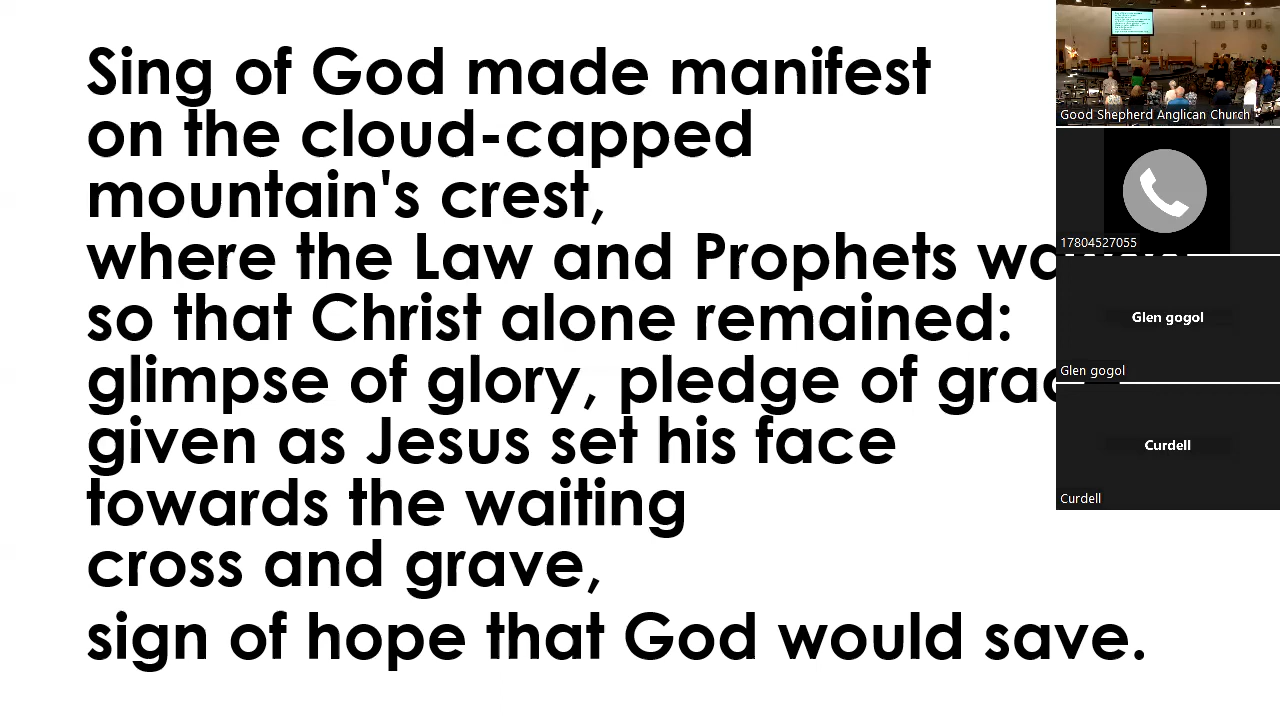 Sing of God made manifest
on the cloud-capped
mountain's crest,
where the Law and Prophets
so that Christ alone remained:
glimpse of glory, pledge of
given as Jesus set his face
towards the waiting
cross and grave,
sign of hope that God would save.
Good Shepherd Anglican Church
17804527055
Glen gogol
Glen gogol
Curdell
Curdell